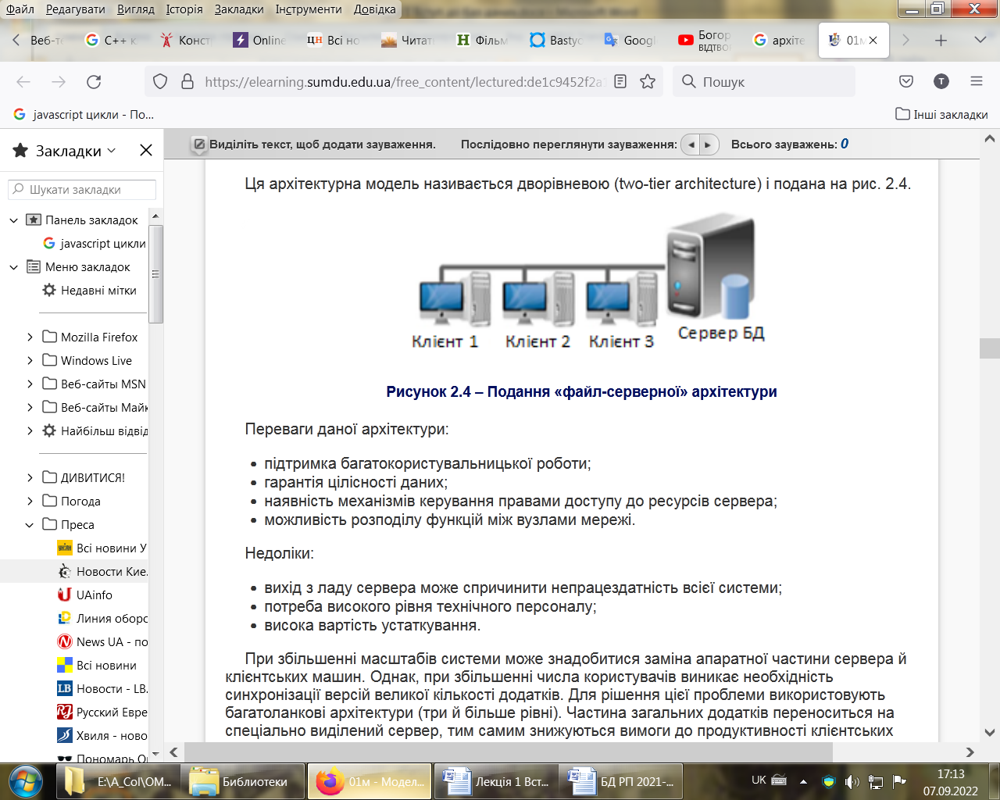 Файл Редагувати Вигляд Історія Закладки Інструменти Довідка
Веб-т
C++ к
Конст
Online
Всі но
Читат
Фільм
Bastyo
Googl
Богор
ВІДТВО
архіте
01м
https://elearning.sumdu.edu.ua/free_content/lectured:de1c9452f2a
Пошук
javascript цикли - По...
Інші закладки
Закладки
Шукати закладки
Панель закладок
javascript цикли
Меню закладок
Недавні мітки
Mozilla Firefox
Windows Live
Веб-сайты MSN
Веб-сайты Майк
Найбільш відвід
ДИВИТИСЯ!
Погода
Преса
Всі новини У
Новости Кие.
UAinfo
Линия оборо
News UA - по
Всі новини
Новости - LB.
Русский Евре
Хвиля - ново
Пономарь О
Виділіть текст, щоб додати зауваження. Послідовно переглянути зауваження: Всього зауважень: 0
Ця архітектурна модель називається дворівневою (two-tier architecture) і подана на рис. 2.4.
Клієнт 1 Клієнт 2 Клієнт 3 Сервер БД
Рисунок 2.4 – Подання «файл-серверної» архітектури
Переваги даної архітектури:
• підтримка багатокористувальницької роботи;
• гарантія цілісності даних;
• наявність механізмів керування правами доступу до ресурсів сервера;
• можливість розподілу функцій між вузлами мережі.
Недоліки:
• вихід з ладу сервера може спричинити непрацездатність всієї системи;
• потреба високого рівня технічного персоналу;
• висока вартість устаткування.
При збільшенні масштабів системи може знадобитися заміна апаратної частини сервера й
клієнтських машин. Однак, при збільшенні числа користувачів виникає необхідність
синхронізації версій великої кількості додатків. Для рішення цієї проблеми використовують
багатоланкові архітектури (три й більше рівні). Частина загальних додатків переноситься на
спеціально виділений сервер, тим самим знижуються вимоги до продуктивності клієнтських
E:\A_Col\OM...
Библиотеки
01м - Модел...
Лекція 1 Вст...
БД РП 2021-...
UK
17:13
07.09.2022